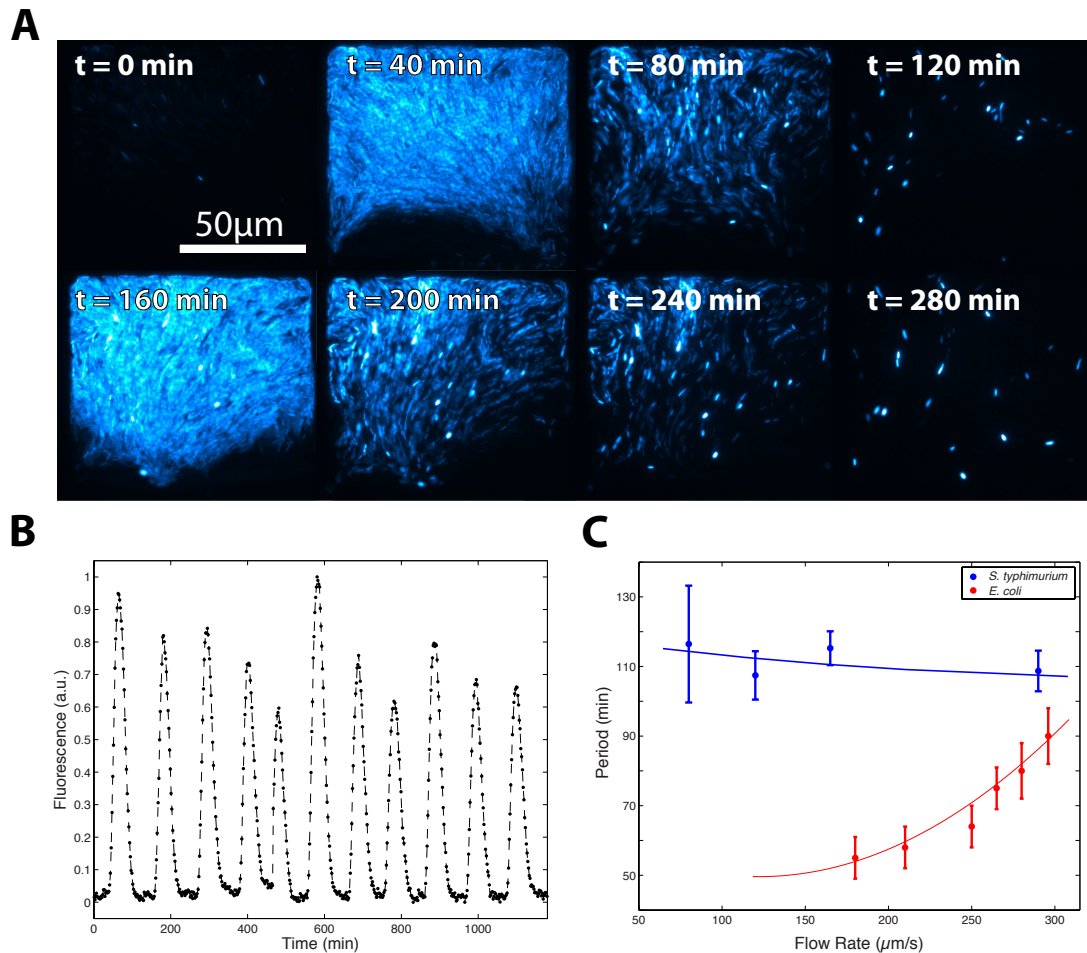 A
t = 0 min
t = 40 min
t = 80 min
t = 120 min
50µm
t = 160 min
t = 200 min
t = 240 min
t = 280 min
B
1
0.9
0.8
0.7
0.6
0.5
0.4
0.3
0.2
0.1
0
Fluorescence (a.u.)
0 200 400 600 800 1000
Time (min)
C
S. typhimurium
E. coli
130
110
90
70
50
Period (min)
50 100 150 200 250 300
Flow Rate (µm/s)